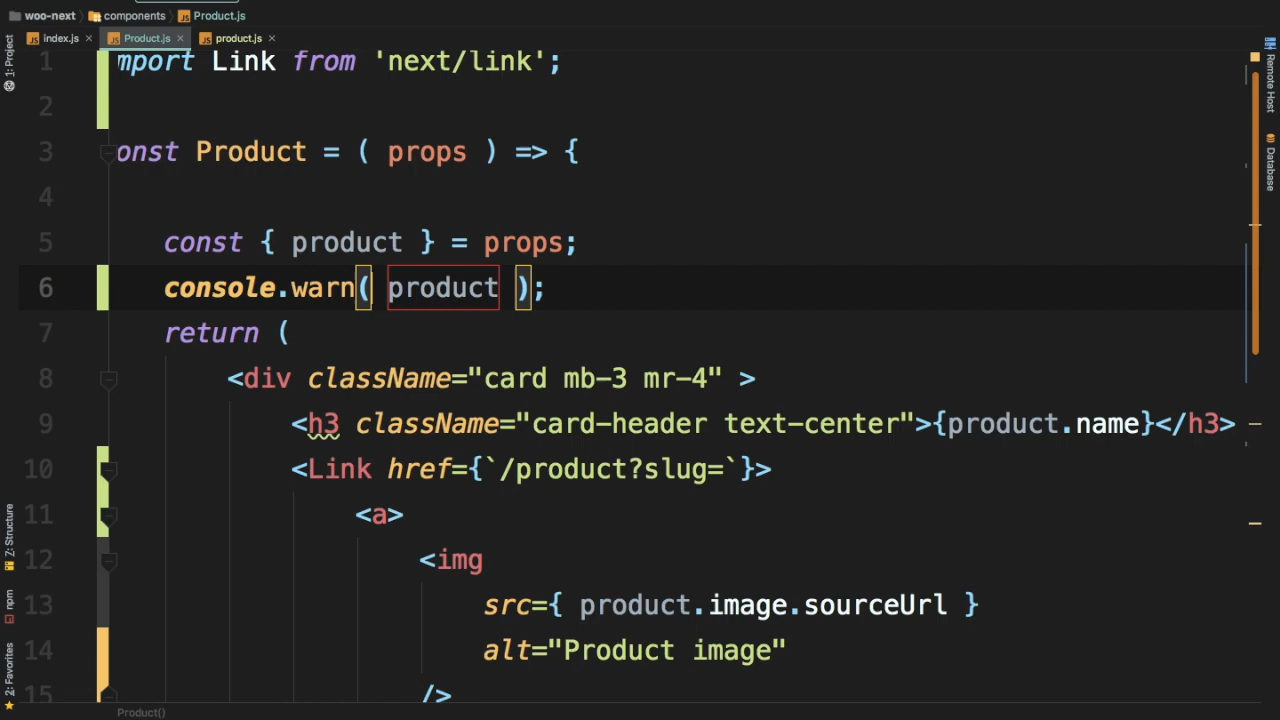 woo-next components Product.js
index.js Product.js product.js
1 mport Link from 'next/link';
2
3 onst Product = ( props ) => {
4
5 const { product } = props;
6 console.warn( product );
7 return (
8 <div className="card mb-3 mr-4" >
9 <h3 className="card-header text-center">{product.name}</h3>
10 <Link href={`/product?slug=`}>
11 <a>
12 <img
13 src={ product.image.sourceUrl }
14 alt="Product image"
15 />
Product()
1: Project
7: Structure
npm
2: Favorites
Remote Host
Database